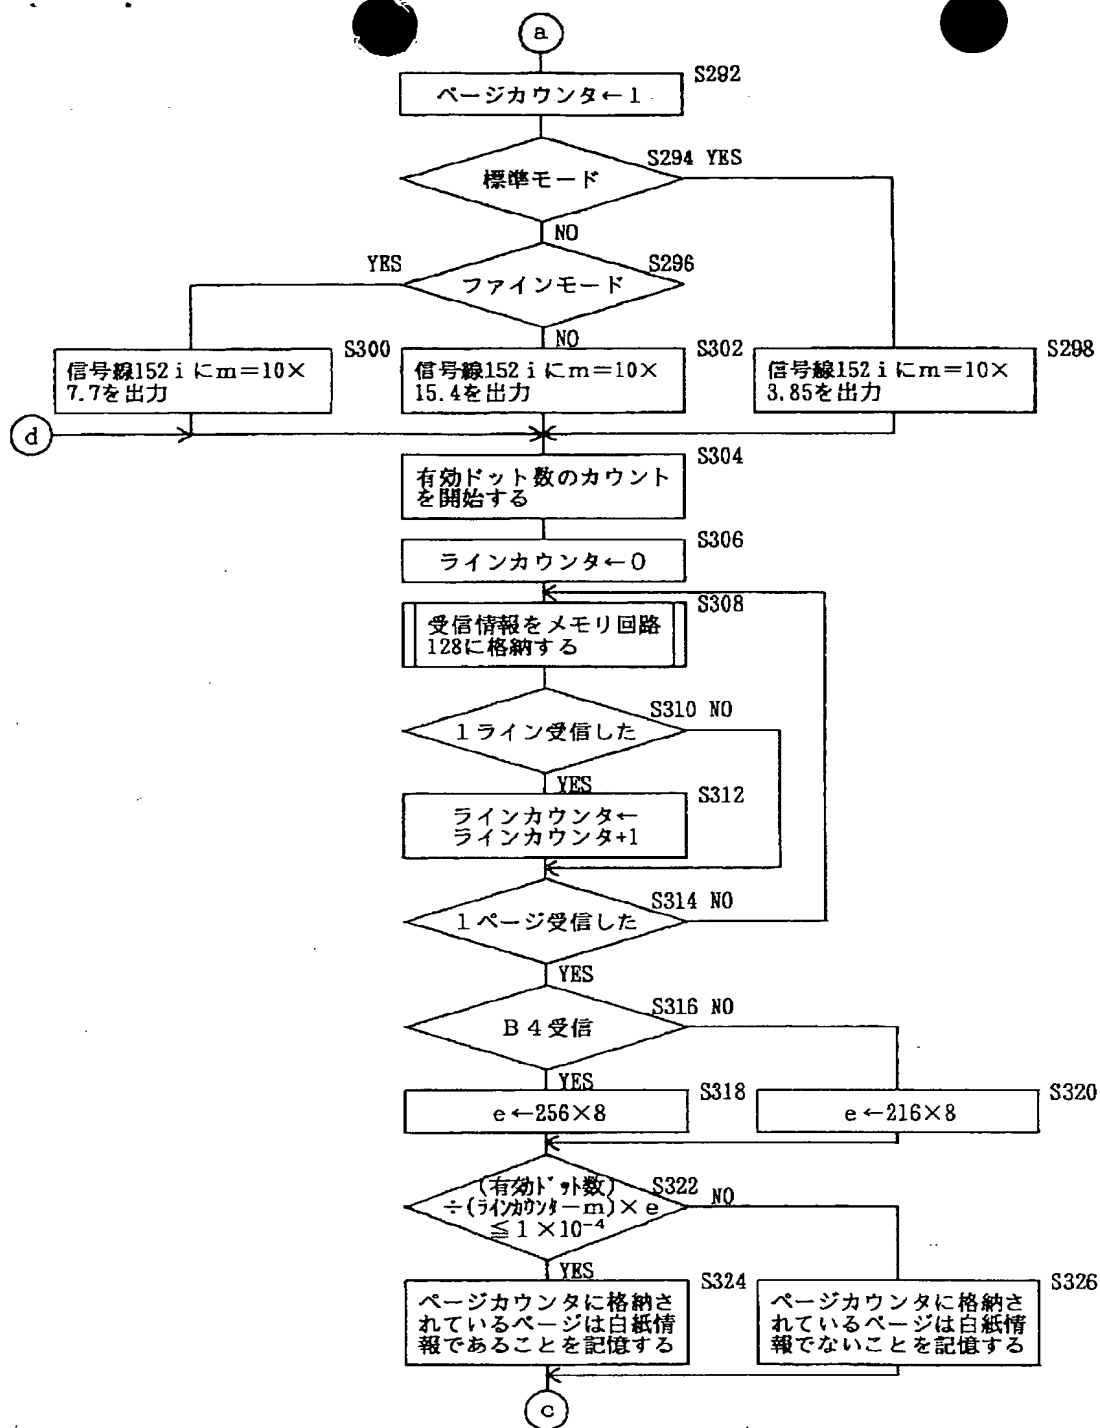 a
S292
ページカウンタ←1
S294 YES
標準モード
NO
YES
S296
ファインモード
NO
S300
信号線152iにm=10×
7.7を出力
S302
信号線152iにm=10×
15.4を出力
S298
信号線152iにm=10×
3.85を出力
d
S304
有効ドット数のカウント
を開始する
S306
ラインカウンタ←0
S308
受信情報をメモリ回路
128に格納する
S310 NO
1ライン受信した
YES
S312
ラインカウンタ←
ラインカウンタ+1
S314 NO
1ページ受信した
YES
S316 NO
B4受信
YES
S318
e←256×8
S320
e←216×8
S322
NO
(有効ドット数)
÷(ラインカウンタ-m)×e
≦1×10⁻⁴
YES
S324
ページカウンタに格納さ
れているページは白紙情
報であることを記憶する
S326
ページカウンタに格納さ
れているページは白紙情
報でないことを記憶する
c